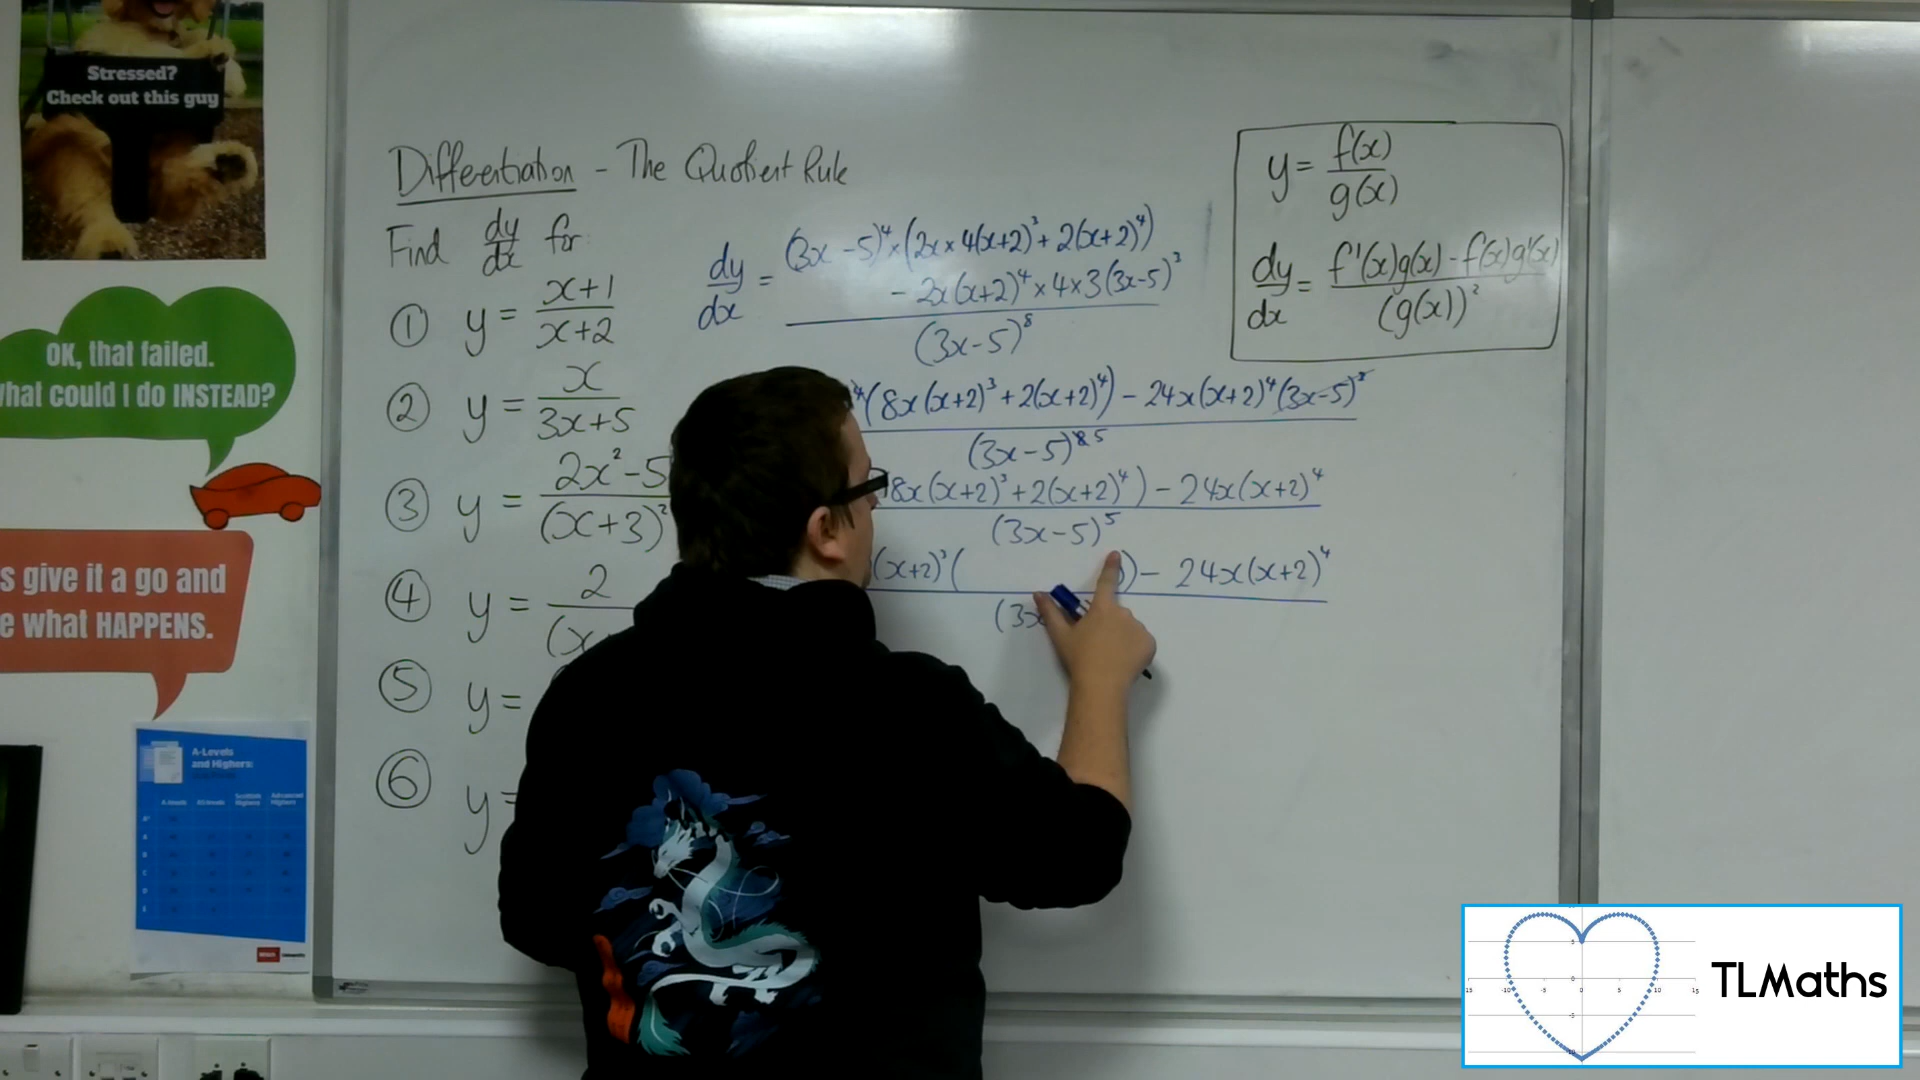 Stressed?
Check out this guy
OK, that failed.
What could I do INSTEAD?
s give it a go and
e what HAPPENS.
A-Levels
and Highers:
Differentiation - The Quotient Rule
Find dy/dx for
① y = (x+1)/(x+2)
② y = x/(3x+5)
③ y = (2x²-5)/(x+3)²
④ y = 2/(x
⑤ y =
⑥ y =
dy/dx = ((3x-5)⁴×(2x×4(x+2)³+2(x+2)⁴)
- 2x(x+2)⁴×4×3(3x-5)³
(3x-5)⁸
⁴(8x(x+2)³+2(x+2)⁴) - 24x(x+2)⁴(3x-5)³
(3x-5)⁸ ⁵
8x(x+2)³+2(x+2)⁴) - 24x(x+2)⁴
(3x-5)⁵
(x+2)³( ) - 24x(x+2)⁴
(3x
y = f(x)/g(x)
dy/dx = (f'(x)g(x) - f(x)g'(x))/(g(x))²
TLMaths